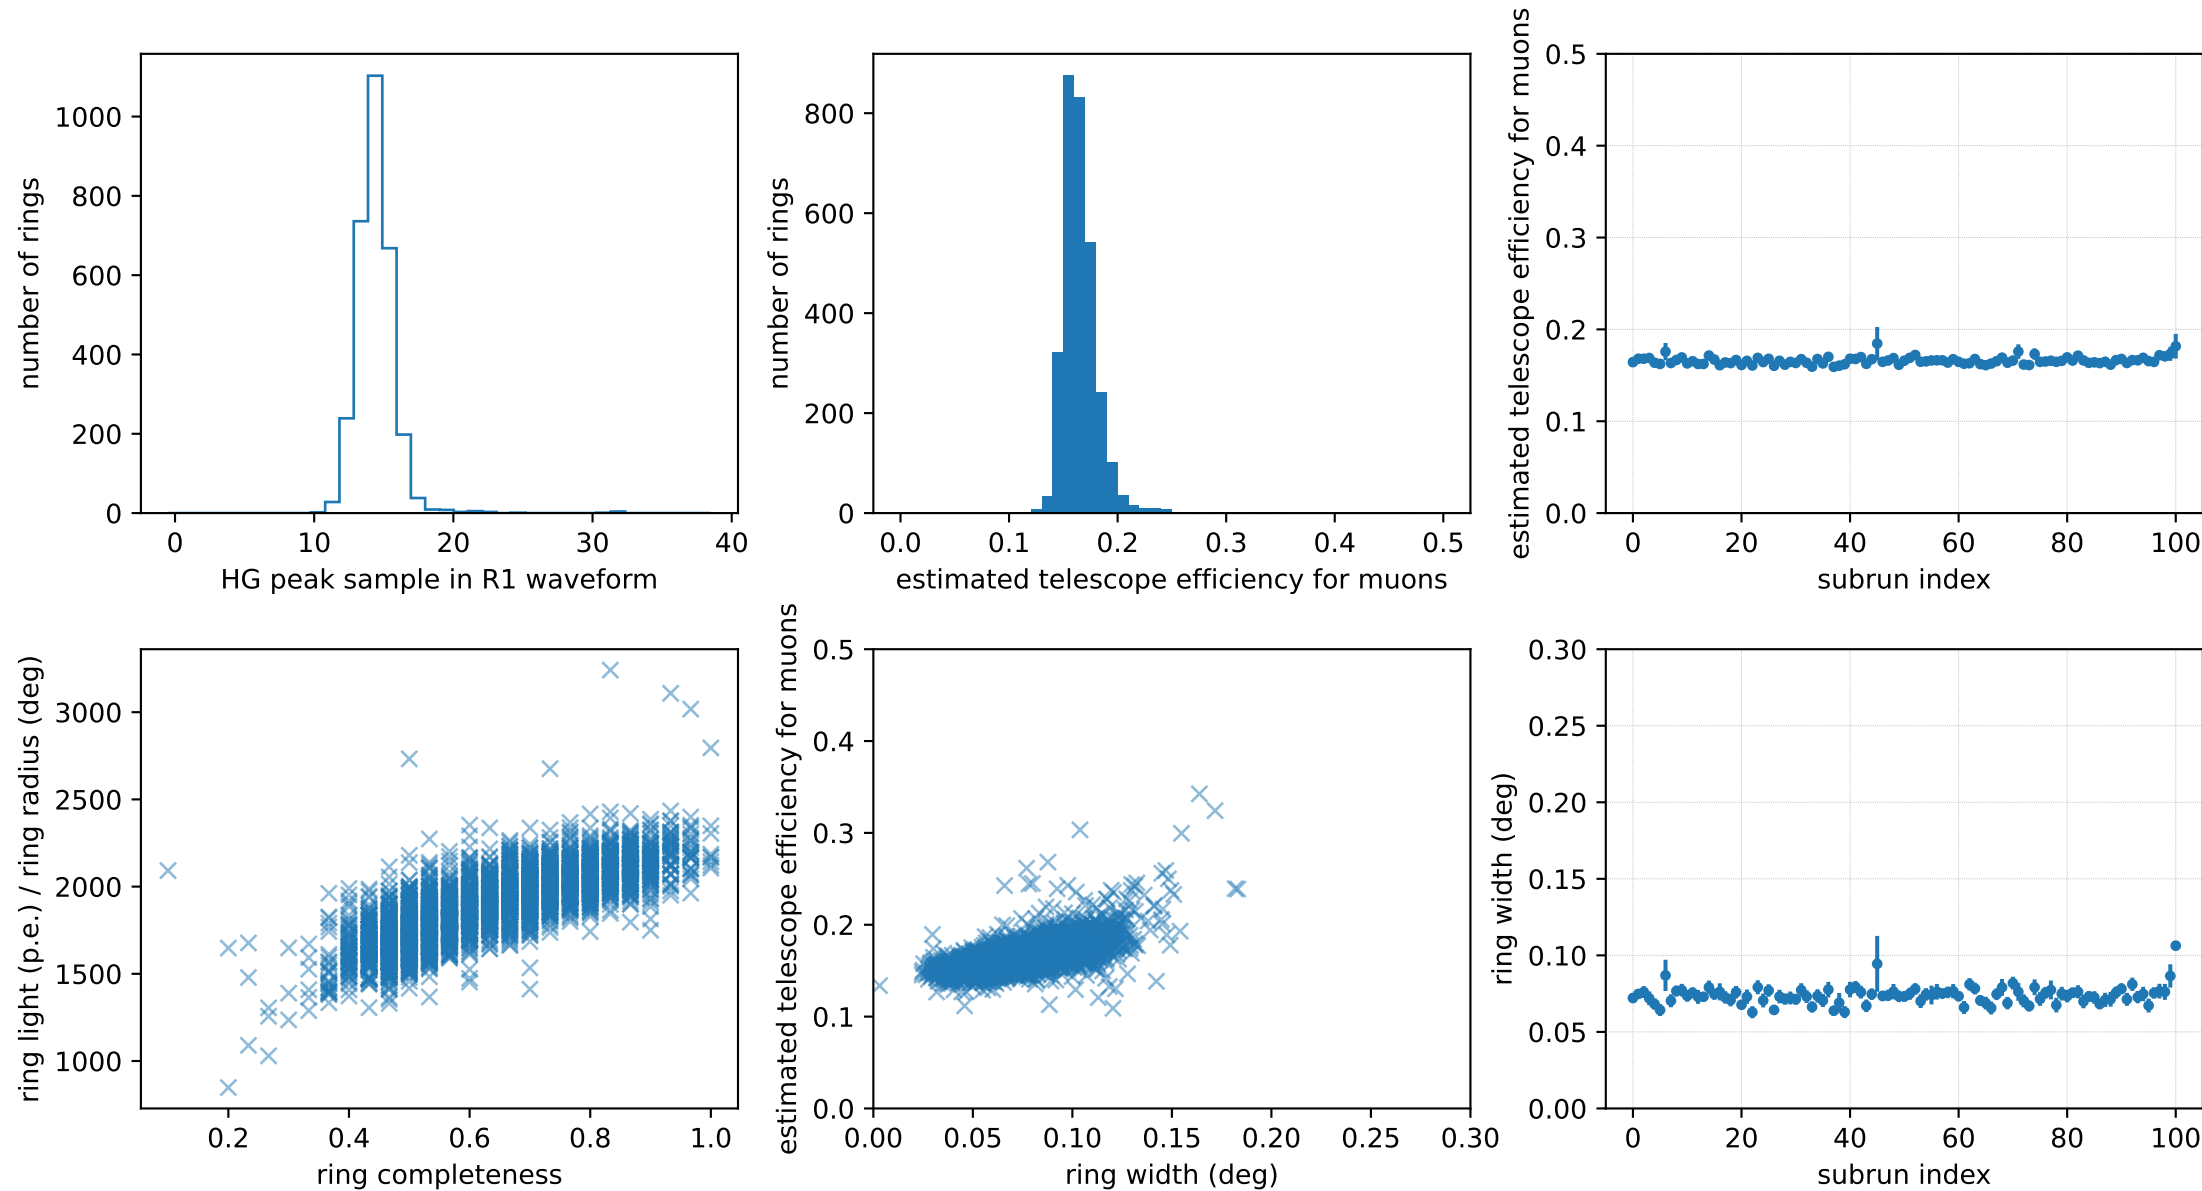 number of rings
1000
800
600
400
200
0
0 10 20 30 40
HG peak sample in R1 waveform
number of rings
800
600
400
200
0
0.0 0.1 0.2 0.3 0.4 0.5
estimated telescope efficiency for muons
estimated telescope efficiency for muons
0.5
0.4
0.3
0.2
0.1
0.0
0 20 40 60 80 100
subrun index
ring light (p.e.) / ring radius (deg)
3000
2500
2000
1500
1000
0.2 0.4 0.6 0.8 1.0
ring completeness
estimated telescope efficiency for muons
0.5
0.4
0.3
0.2
0.1
0.0
0.00 0.05 0.10 0.15 0.20 0.25 0.30
ring width (deg)
ring width (deg)
0.30
0.25
0.20
0.15
0.10
0.05
0.00
0 20 40 60 80 100
subrun index